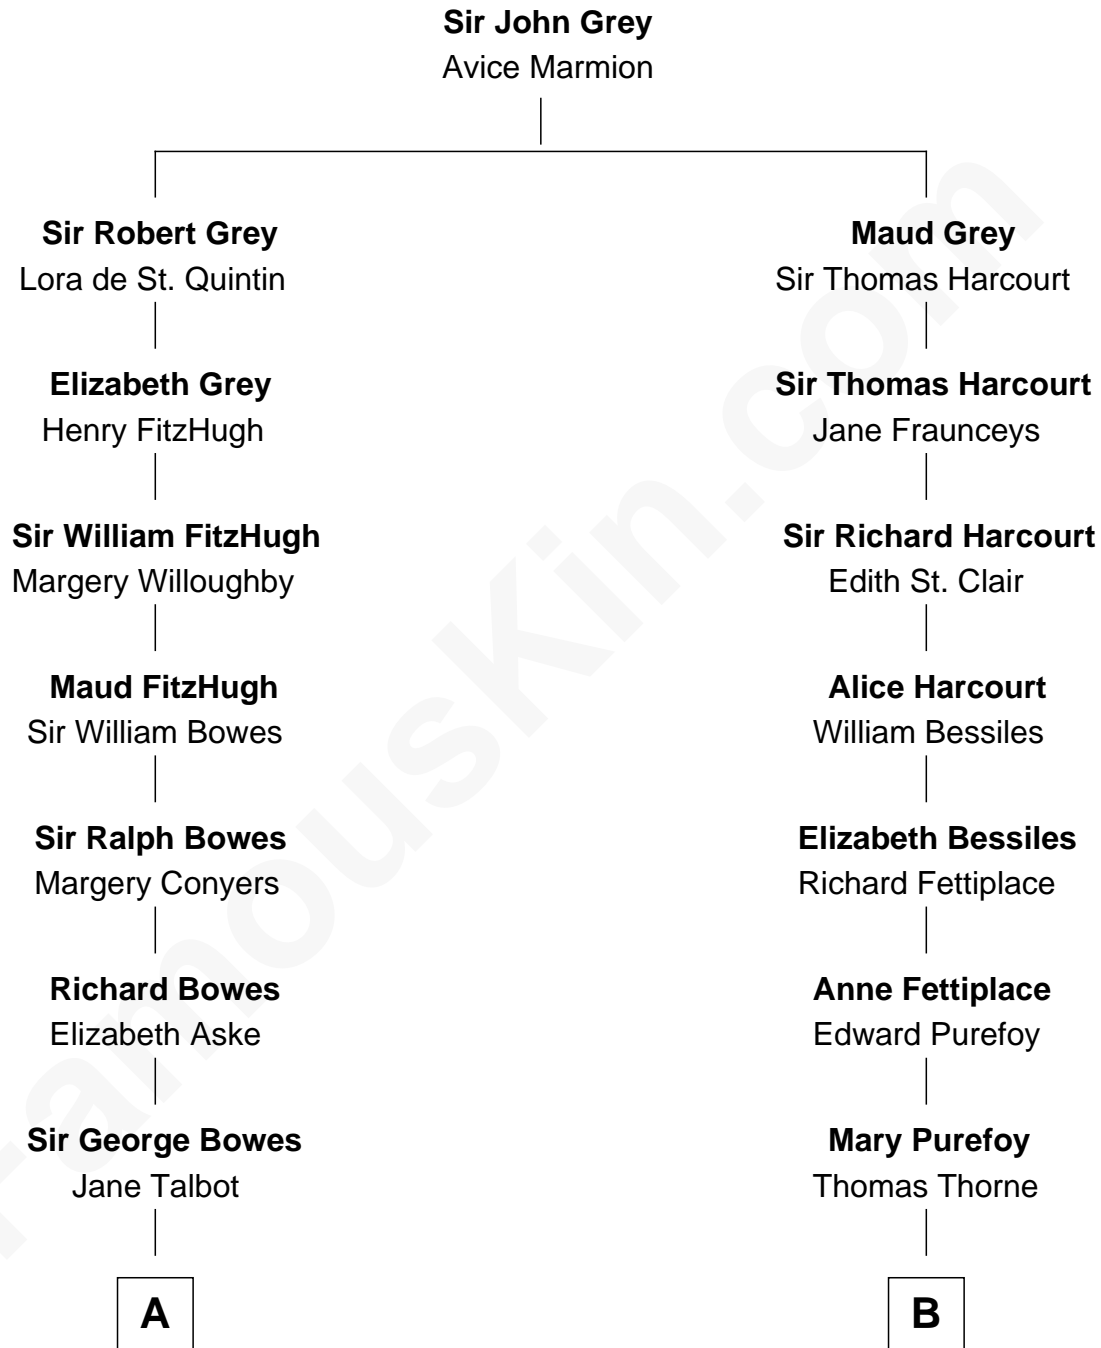 Sir John Grey
Avice Marmion
Sir Robert Grey
Lora de St. Quintin
Maud Grey
Sir Thomas Harcourt
Elizabeth Grey
Henry FitzHugh
Sir Thomas Harcourt
Jane Fraunceys
Sir William FitzHugh
Margery Willoughby
Sir Richard Harcourt
Edith St. Clair
Maud FitzHugh
Sir William Bowes
Alice Harcourt
William Bessiles
Sir Ralph Bowes
Margery Conyers
Elizabeth Bessiles
Richard Fettiplace
Richard Bowes
Elizabeth Aske
Anne Fettiplace
Edward Purefoy
Sir George Bowes
Jane Talbot
Mary Purefoy
Thomas Thorne
A
B
FamousKin.com